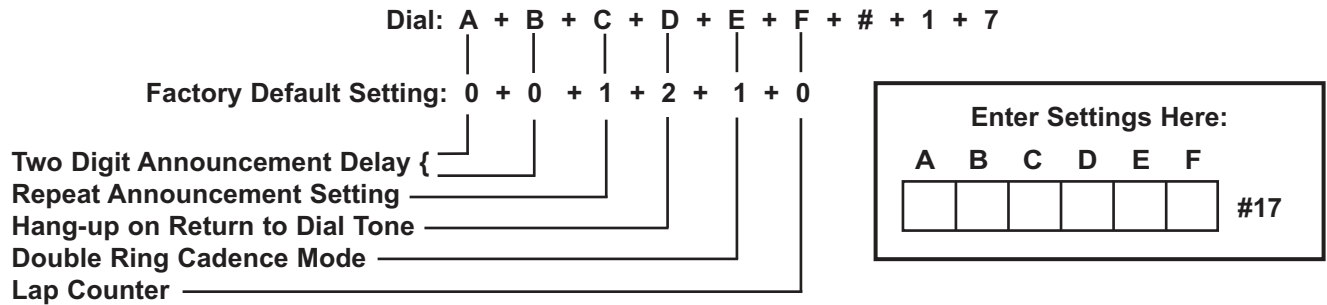 Dial: A + B + C + D + E + F + # + 1 + 7
Factory Default Setting: 0 + 0 + 1 + 2 + 1 + 0
Two Digit Announcement Delay {
Repeat Announcement Setting
Hang-up on Return to Dial Tone
Double Ring Cadence Mode
Lap Counter
Enter Settings Here:
A B C D E F
#17